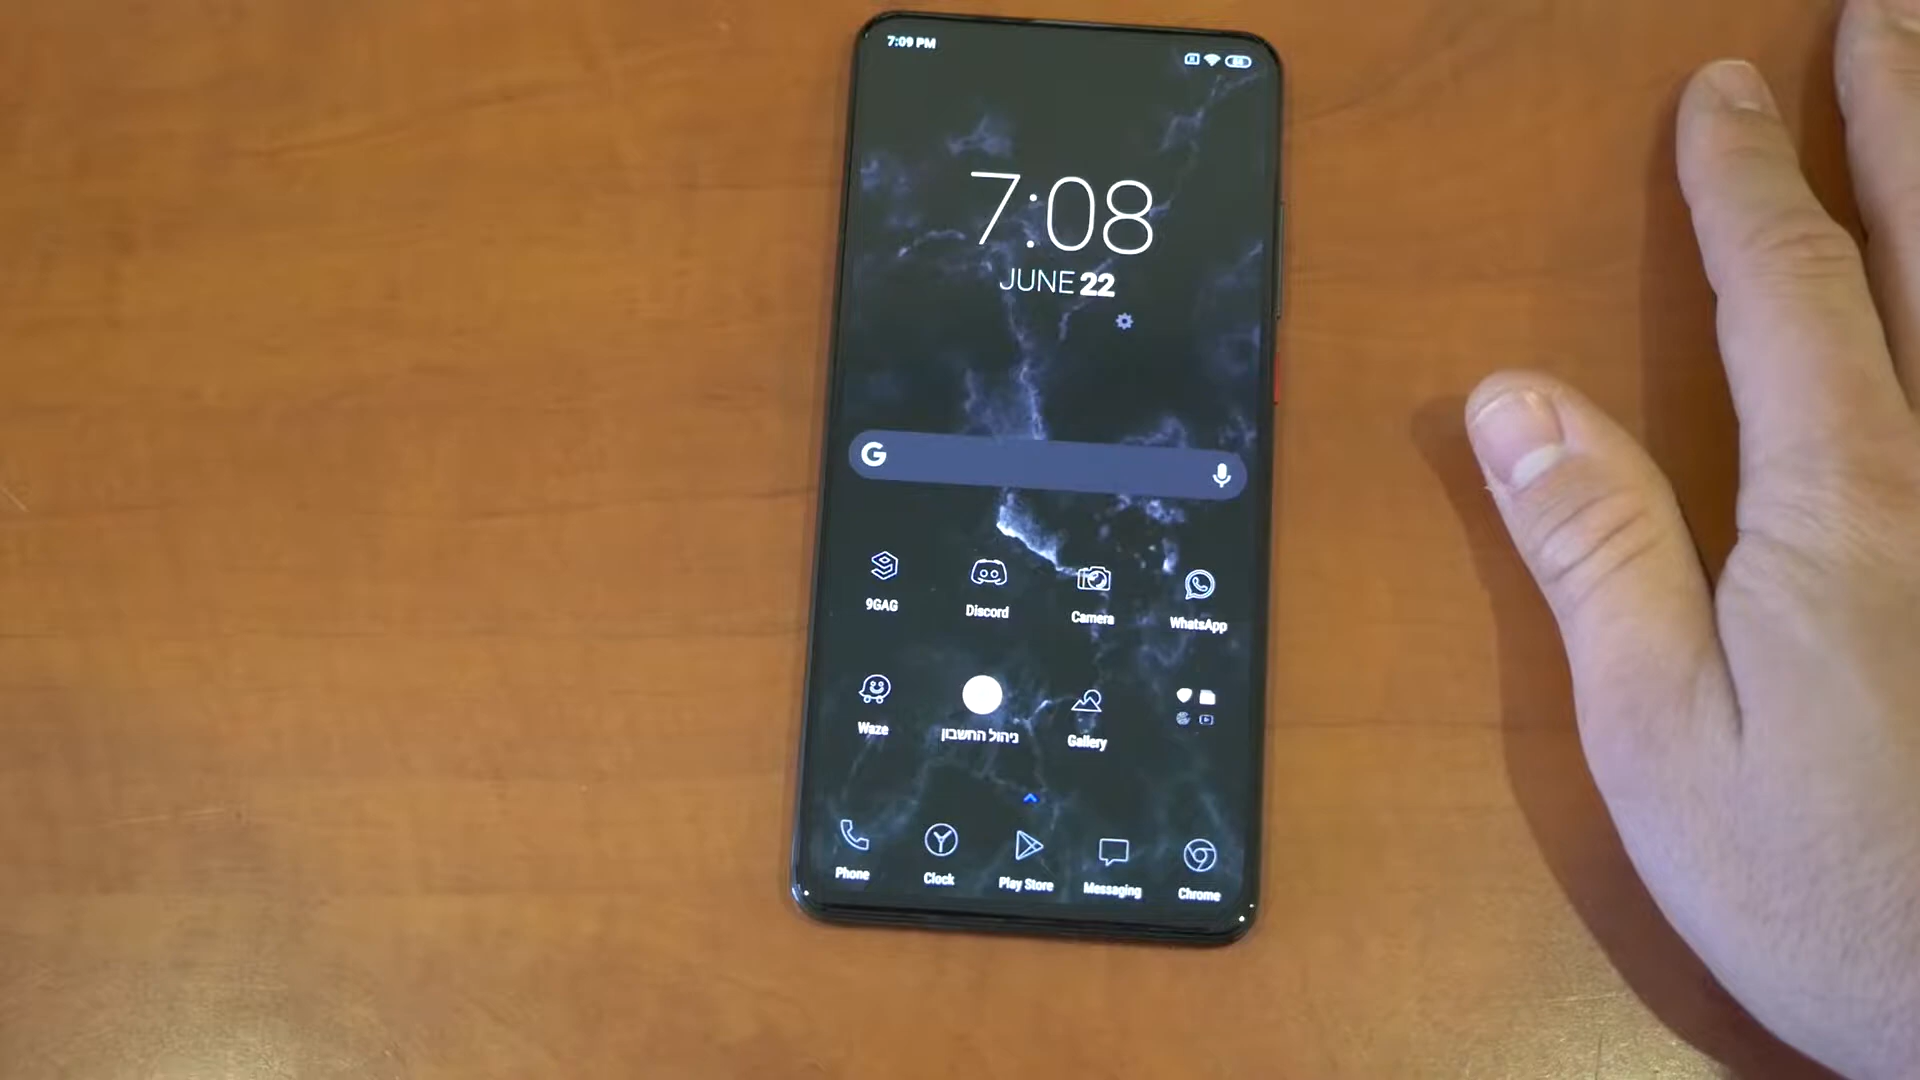 7:09 PM
7:08
JUNE 22
G
9GAG
Discord
Camera
WhatsApp
Waze
ניהול החשבון
Gallery
Phone
Clock
Play Store
Messaging
Chrome